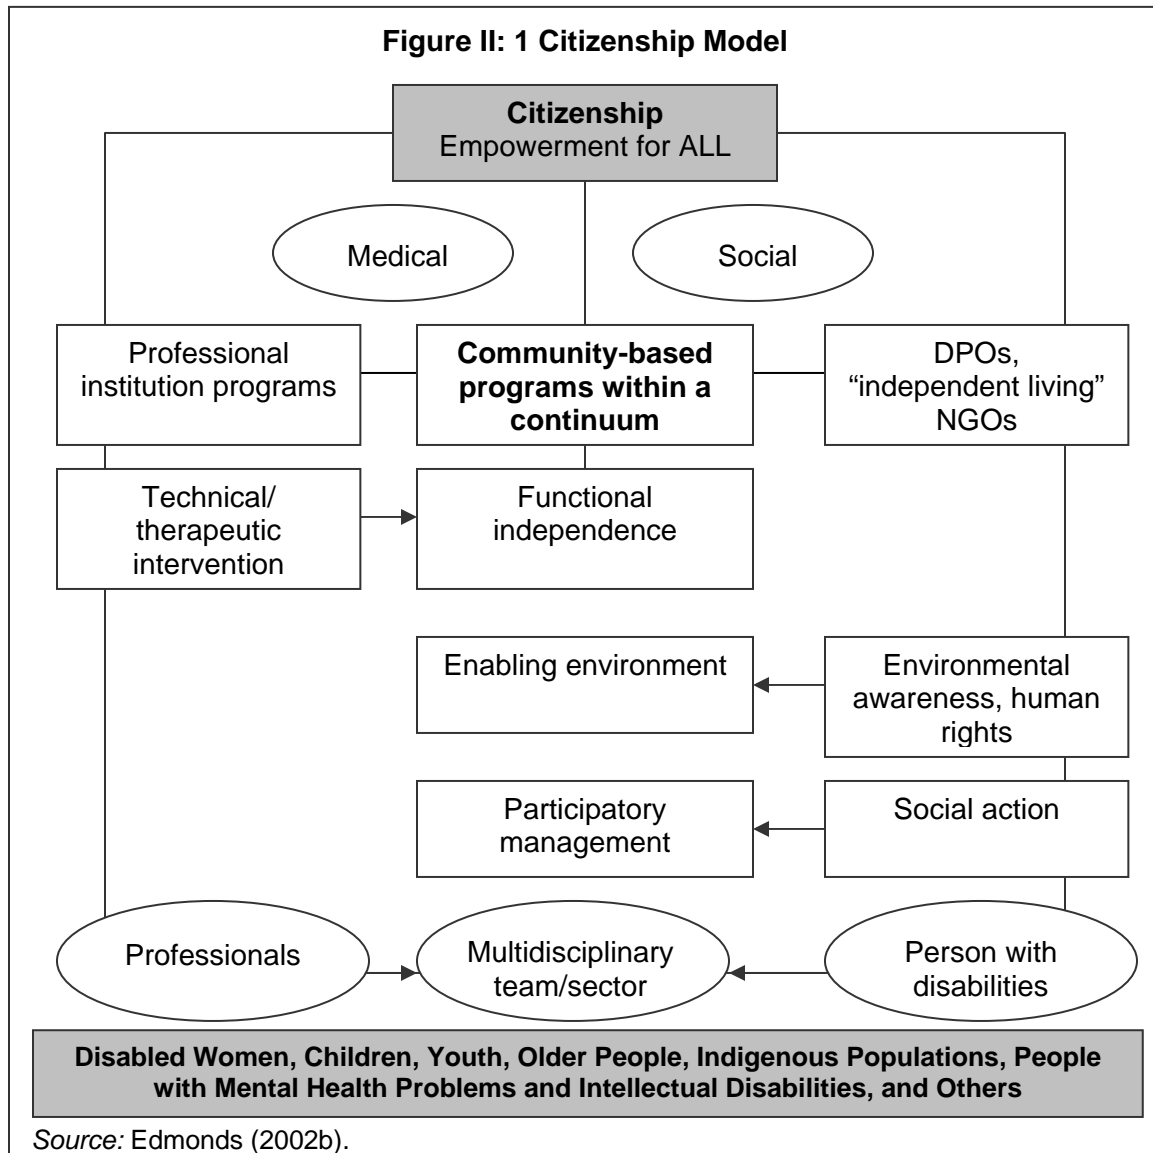 Figure II: 1 Citizenship Model
Citizenship
Empowerment for ALL
Medical
Social
Professional
institution programs
Community-based
programs within a
continuum
DPOs,
“independent living”
NGOs
Technical/
therapeutic
intervention
Functional
independence
Enabling environment
Environmental
awareness, human
rights
Participatory
management
Social action
Professionals
Multidisciplinary
team/sector
Person with
disabilities
Disabled Women, Children, Youth, Older People, Indigenous Populations, People
with Mental Health Problems and Intellectual Disabilities, and Others
Source: Edmonds (2002b).